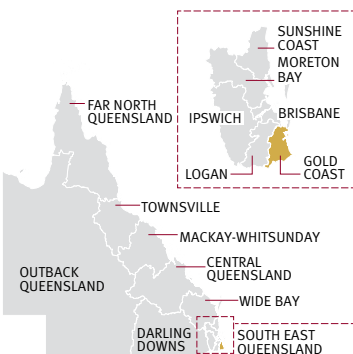 SUNSHINE
COAST
MORETON
BAY
IPSWICH
BRISBANE
LOGAN
GOLD
COAST
FAR NORTH
QUEENSLAND
TOWNSVILLE
MACKAY-WHITSUNDAY
CENTRAL
QUEENSLAND
OUTBACK
QUEENSLAND
WIDE BAY
DARLING
DOWNS
SOUTH EAST
QUEENSLAND